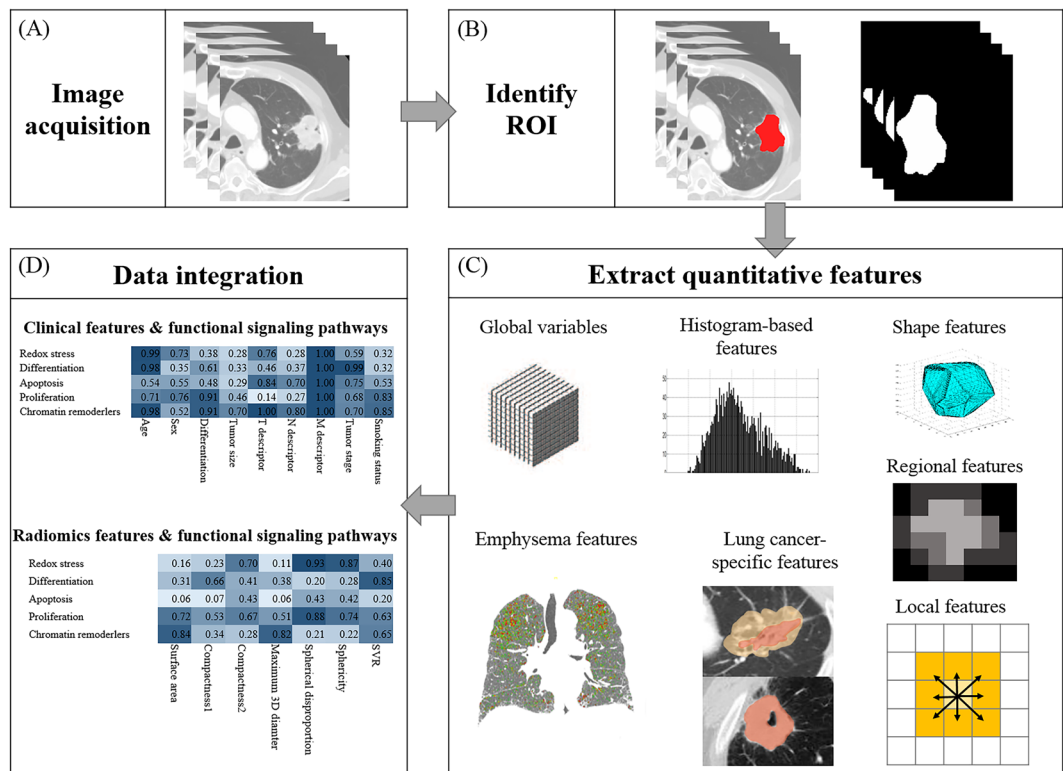 (A)
Image
acquisition
(B)
Identify
ROI
(C)
Extract quantitative features
Global variables
Histogram-based
features
Shape features
Regional features
Emphysema features
Lung cancer-
specific features
Local features
(D)
Data integration
Clinical features & functional signaling pathways
Redox stress 0.99 0.73 0.38 0.28 0.76 0.28 1.00 0.59 0.32
Differentiation 0.98 0.35 0.61 0.33 0.46 0.37 1.00 0.99 0.32
Apoptosis 0.54 0.55 0.48 0.29 0.84 0.70 1.00 0.75 0.53
Proliferation 0.71 0.76 0.91 0.46 0.14 0.27 1.00 0.68 0.83
Chromatin remoderlers 0.98 0.52 0.91 0.70 1.00 0.80 1.00 0.70 0.85
Age
Sex
Differentiation
Tumor size
T descriptor
N descriptor
M descriptor
Tumor stage
Smoking status
Radiomics features & functional signaling pathways
Redox stress 0.16 0.23 0.70 0.11 0.93 0.87 0.40
Differentiation 0.31 0.66 0.41 0.38 0.20 0.28 0.85
Apoptosis 0.06 0.07 0.43 0.06 0.43 0.42 0.20
Proliferation 0.72 0.53 0.67 0.51 0.88 0.74 0.63
Chromatin remoderlers 0.84 0.34 0.28 0.82 0.21 0.22 0.65
Surface area
Compactness1
Compactness2
Maximum 3D diamter
Spherical disproportion
Sphericity
SVR